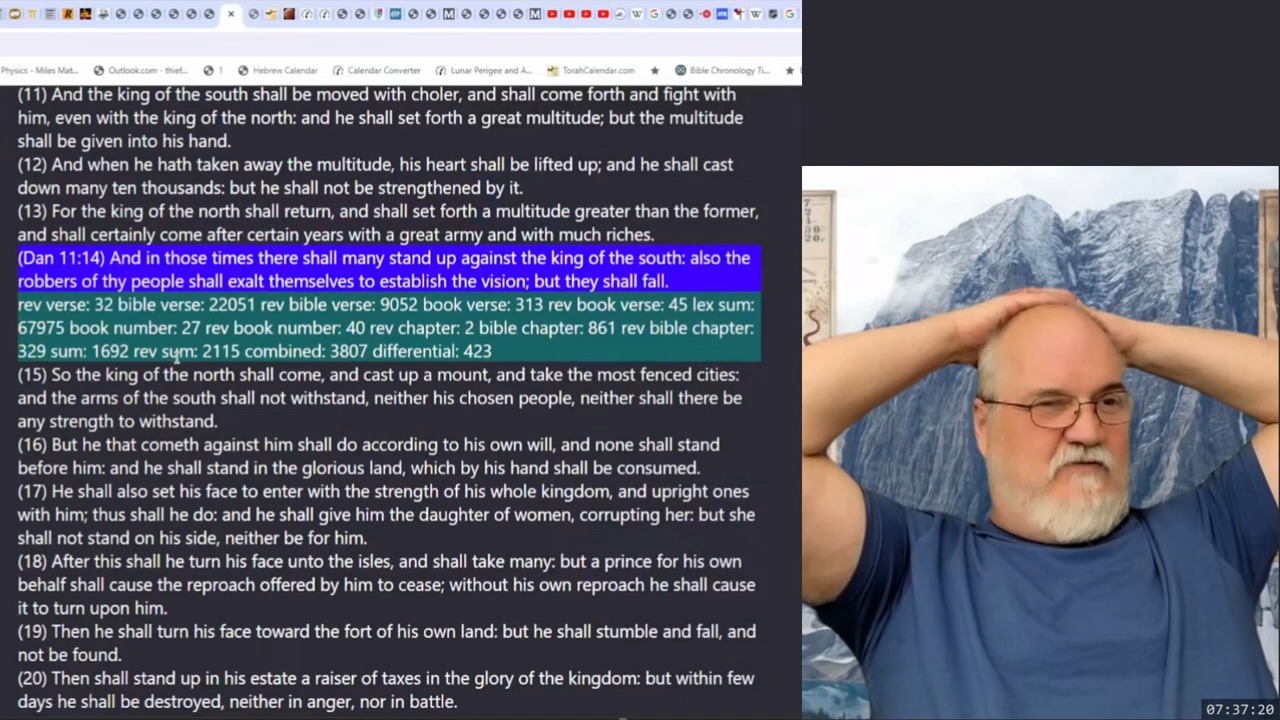 Physics - Miles Mat...
Outlook.com - thief...
1
Hebrew Calendar
Calendar Converter
Lunar Perigee and A...
TorahCalendar.com
Bible Chronology Ti...
(11) And the king of the south shall be moved with choler, and shall come forth and fight with
him, even with the king of the north: and he shall set forth a great multitude; but the multitude
shall be given into his hand.
(12) And when he hath taken away the multitude, his heart shall be lifted up; and he shall cast
down many ten thousands: but he shall not be strengthened by it.
(13) For the king of the north shall return, and shall set forth a multitude greater than the former,
and shall certainly come after certain years with a great army and with much riches.
(Dan 11:14) And in those times there shall many stand up against the king of the south: also the
robbers of thy people shall exalt themselves to establish the vision; but they shall fall.
rev verse: 32 bible verse: 22051 rev bible verse: 9052 book verse: 313 rev book verse: 45 lex sum:
67975 book number: 27 rev book number: 40 rev chapter: 2 bible chapter: 861 rev bible chapter:
329 sum: 1692 rev sum: 2115 combined: 3807 differential: 423
(15) So the king of the north shall come, and cast up a mount, and take the most fenced cities:
and the arms of the south shall not withstand, neither his chosen people, neither shall there be
any strength to withstand.
(16) But he that cometh against him shall do according to his own will, and none shall stand
before him: and he shall stand in the glorious land, which by his hand shall be consumed.
(17) He shall also set his face to enter with the strength of his whole kingdom, and upright ones
with him; thus shall he do: and he shall give him the daughter of women, corrupting her: but she
shall not stand on his side, neither be for him.
(18) After this shall he turn his face unto the isles, and shall take many: but a prince for his own
behalf shall cause the reproach offered by him to cease; without his own reproach he shall cause
it to turn upon him.
(19) Then he shall turn his face toward the fort of his own land: but he shall stumble and fall, and
not be found.
(20) Then shall stand up in his estate a raiser of taxes in the glory of the kingdom: but within few
days he shall be destroyed, neither in anger, nor in battle.
07:37:20